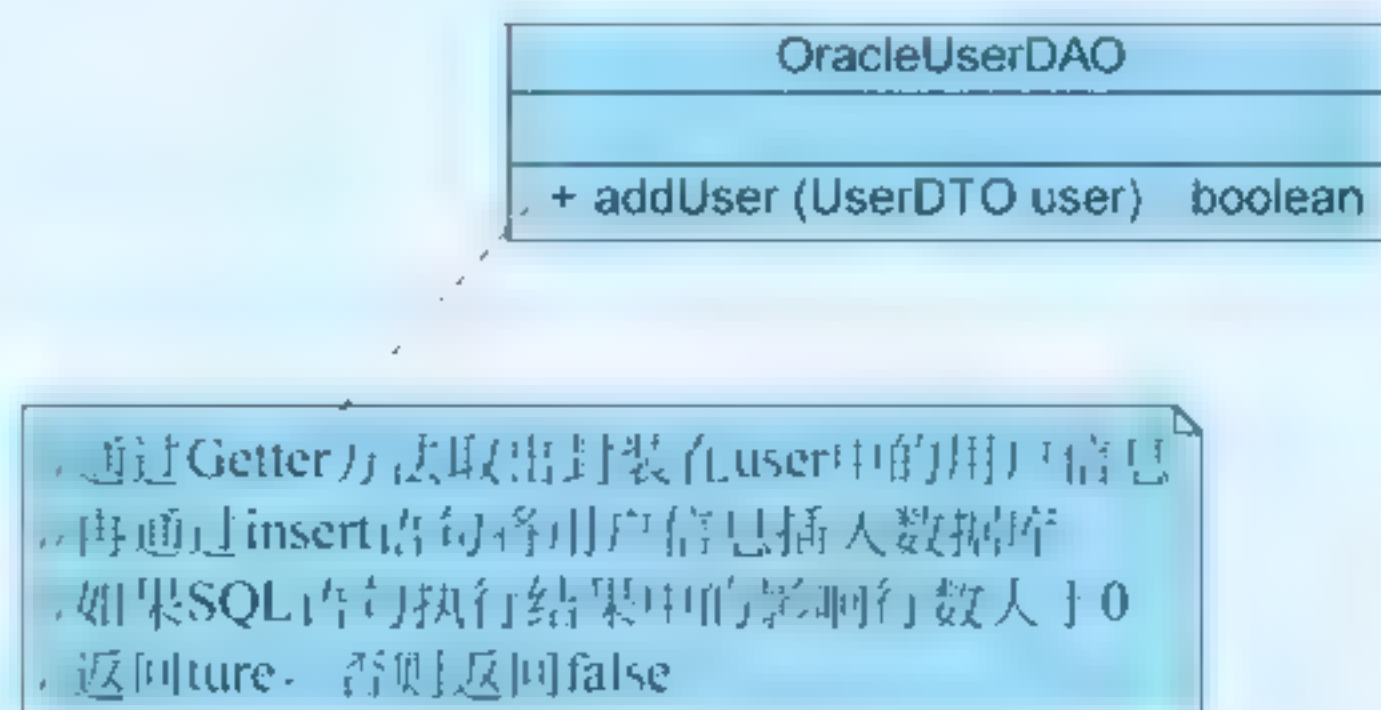 OracleUserDAO
+ addUser (UserDTO user) boolean
通过Getter方法取出封装在user中的用户信息
再通过insert语句将用户信息插入数据库
如果SQL语句执行结果中的影响行数大于0
返回ture. 否则返回false